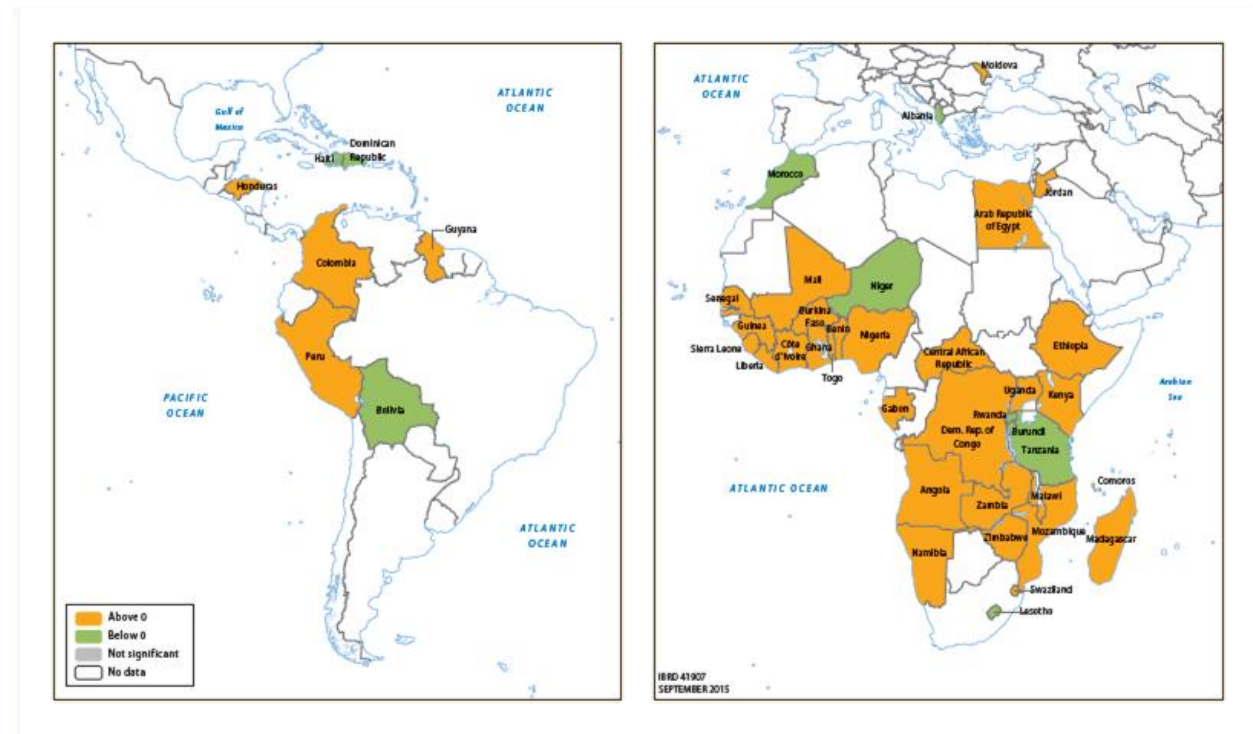 ATLANTIC
OCEAN
Gulf of
Mexico
Haiti
Dominican
Republic
Honduras
Guyana
Colombia
Peru
PACIFIC
OCEAN
Bolivia
ATLANTIC
OCEAN
Above 0
Below 0
Not significant
No data
ATLANTIC
OCEAN
Moldova
Albania
Morocco
Jordan
Arab Republic
of Egypt
Mali
Niger
Senegal
Burkina
Faso
Benin
Nigeria
Guinea
Côte
d'Ivoire
Ghana
Sierra Leone
Liberia
Togo
Central African
Republic
Ethiopia
Uganda
Kenya
Arabian
Sea
Gabon
Rwanda
Dem. Rep. of
Congo
Burundi
Tanzania
ATLANTIC OCEAN
Angola
Comoros
Malawi
Zambia
Mozambique
Zimbabwe
Madagascar
Namibia
Swaziland
Lesotho
IBRD 41907
SEPTEMBER 2015